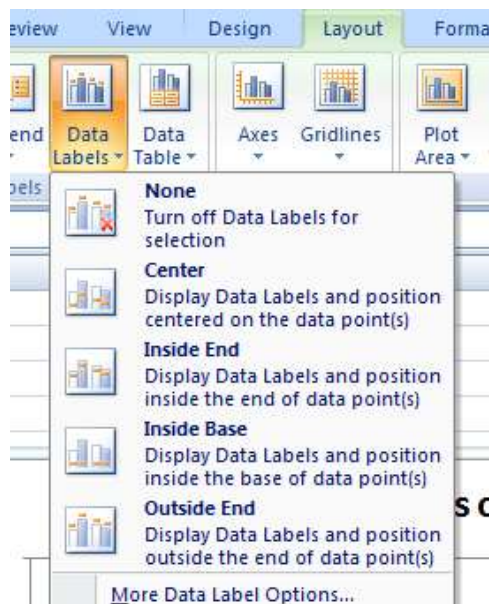 eview View Design Layout Forma
end Data Labels Data Table Axes Gridlines Plot Area
bels
None
Turn off Data Labels for
selection
Center
Display Data Labels and position
centered on the data point(s)
Inside End
Display Data Labels and position
inside the end of data point(s)
Inside Base
Display Data Labels and position
inside the base of data point(s)
Outside End
Display Data Labels and position
outside the end of data point(s)
More Data Label Options...
S C